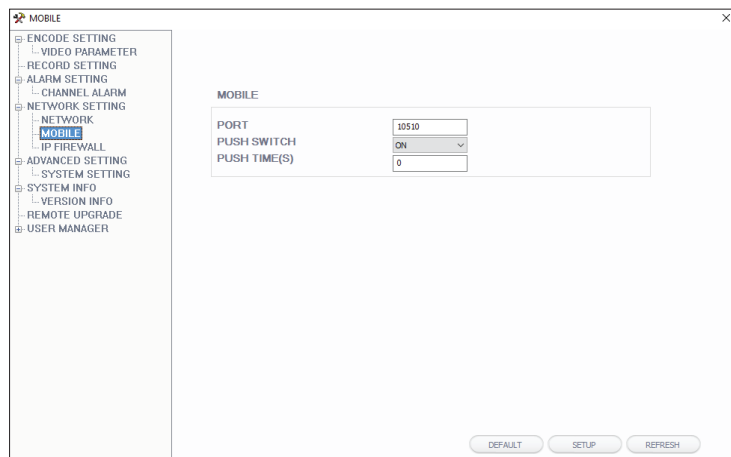 MOBILE
ENCODE SETTING
VIDEO PARAMETER
RECORD SETTING
ALARM SETTING
CHANNEL ALARM
NETWORK SETTING
NETWORK
MOBILE
IP FIREWALL
ADVANCED SETTING
SYSTEM SETTING
SYSTEM INFO
VERSION INFO
REMOTE UPGRADE
USER MANAGER
MOBILE
PORT 10510
PUSH SWITCH ON
PUSH TIME(S) 0
DEFAULT SETUP REFRESH